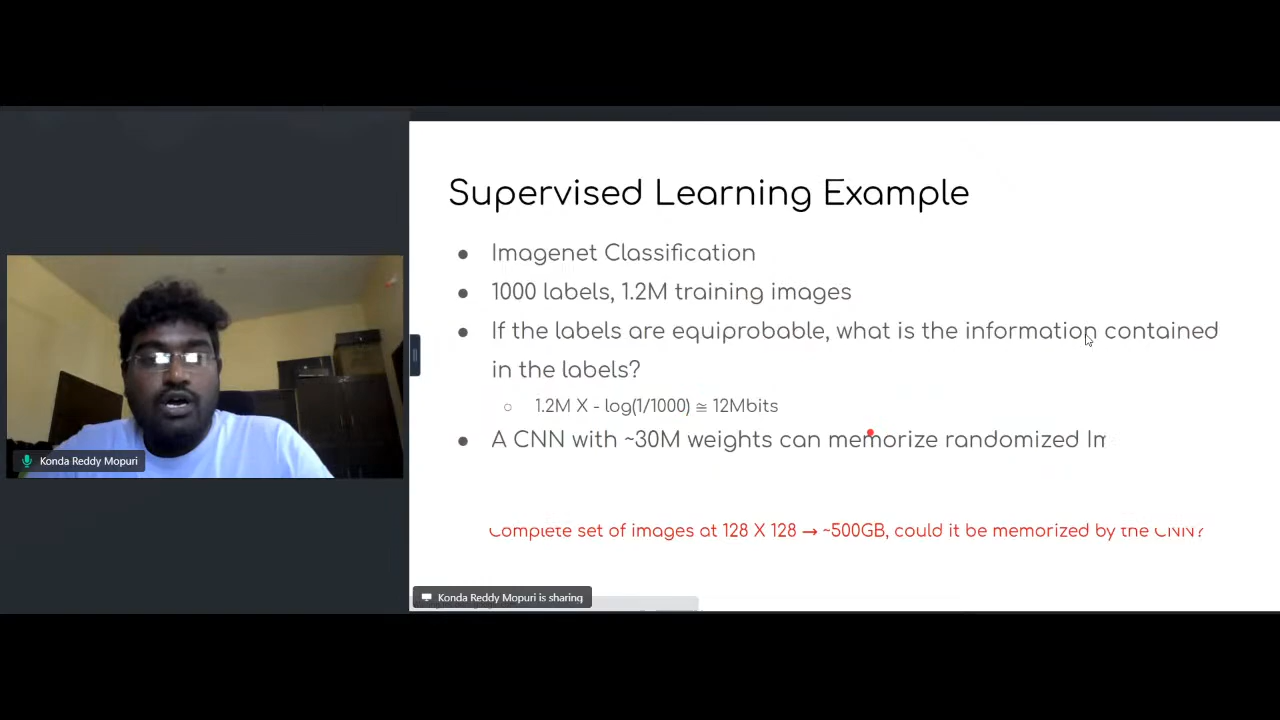 Supervised Learning Example
● Imagenet Classification
● 1000 labels, 1.2M training images
● If the labels are equiprobable, what is the information contained
in the labels?
○ 1.2M X - log(1/1000) ≅ 12Mbits
● A CNN with ~30M weights can memorize randomized
Complete set of images at 128 X 128 → ~500GB, could it be memorized by the CNN?
Konda Reddy Mopuri
Konda Reddy Mopuri is sharing